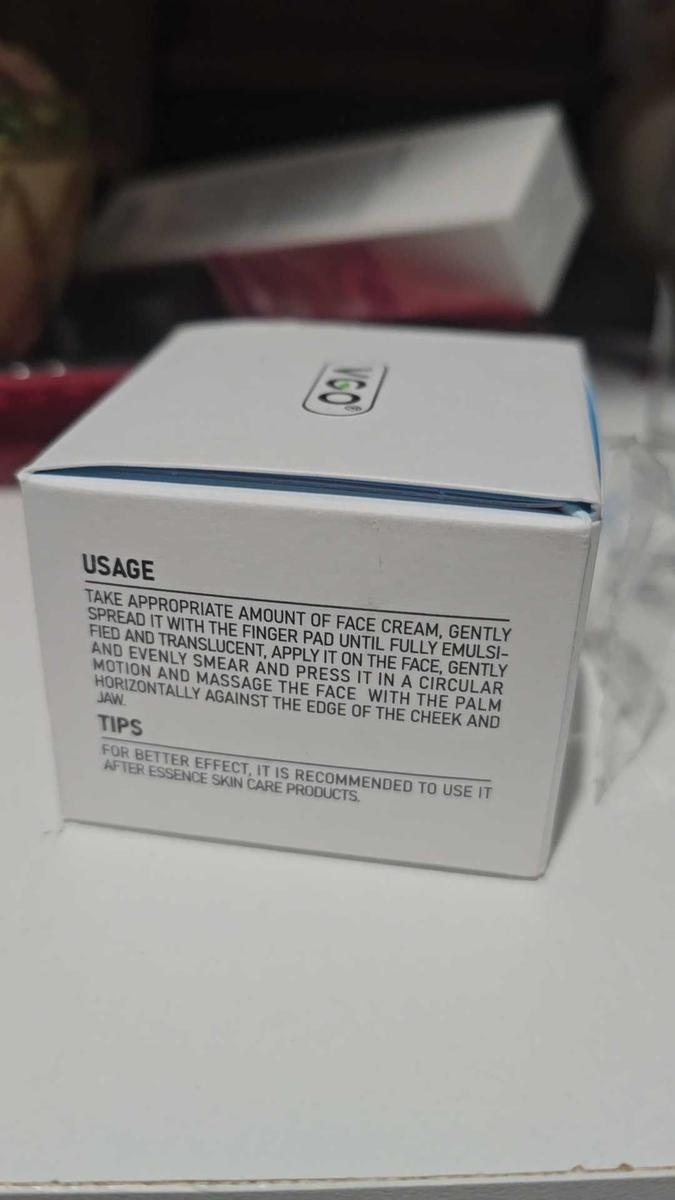 VGO®
USAGE
TAKE APPROPRIATE AMOUNT OF FACE CREAM, GENTLY
SPREAD IT WITH THE FINGER PAD UNTIL FULLY EMULSI-
FIED AND TRANSLUCENT, APPLY IT ON THE FACE, GENTLY
AND EVENLY SMEAR AND PRESS IT IN A CIRCULAR
MOTION AND MASSAGE THE FACE WITH THE PALM
HORIZONTALLY AGAINST THE EDGE OF THE CHEEK AND
JAW.
TIPS
FOR BETTER EFFECT, IT IS RECOMMENDED TO USE IT
AFTER ESSENCE SKIN CARE PRODUCTS.